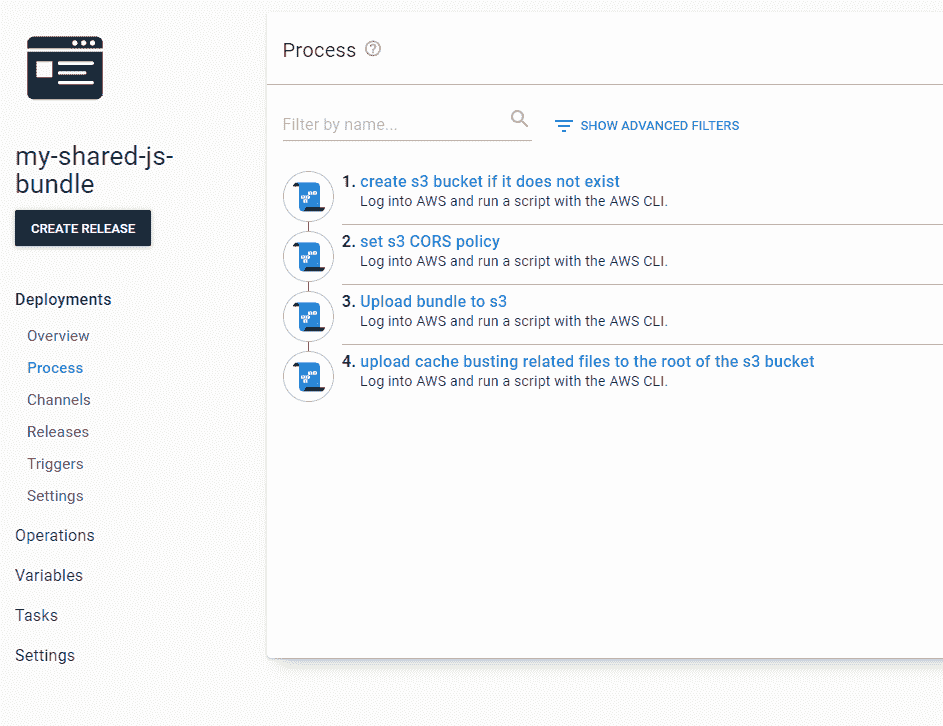 my-shared-js-
bundle
CREATE RELEASE
Deployments
Overview
Process
Channels
Releases
Triggers
Settings
Operations
Variables
Tasks
Settings
Process ?
Filter by name...
SHOW ADVANCED FILTERS
1. create s3 bucket if it does not exist
Log into AWS and run a script with the AWS CLI.
2. set s3 CORS policy
Log into AWS and run a script with the AWS CLI.
3. Upload bundle to s3
Log into AWS and run a script with the AWS CLI.
4. upload cache busting related files to the root of the s3 bucket
Log into AWS and run a script with the AWS CLI.